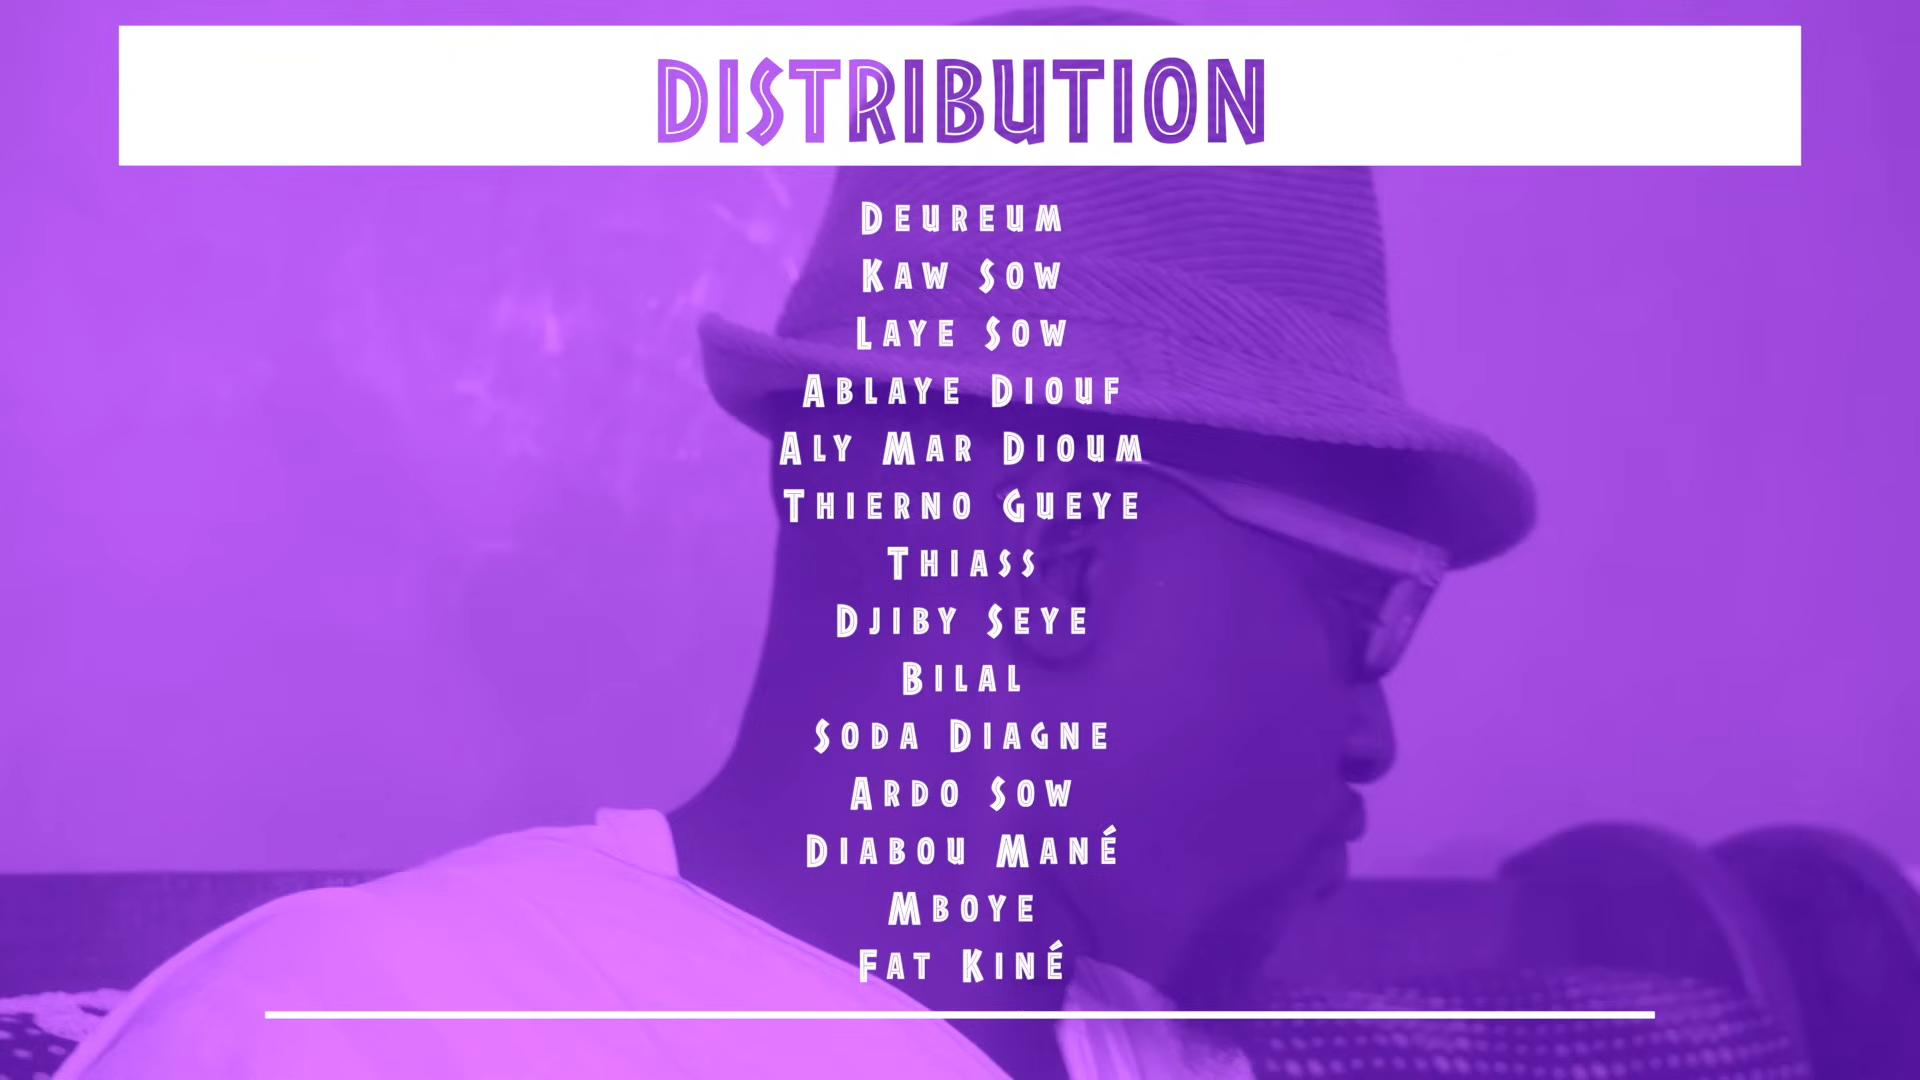 DISTRIBUTION
Deureum
Kaw Sow
Laye Sow
Ablaye Diouf
Aly Mar Dioum
Thierno Gueye
Thiass
Djiby Seye
Bilal
Soda Diagne
Ardo Sow
Diabou Mané
Mboye
Fat Kiné